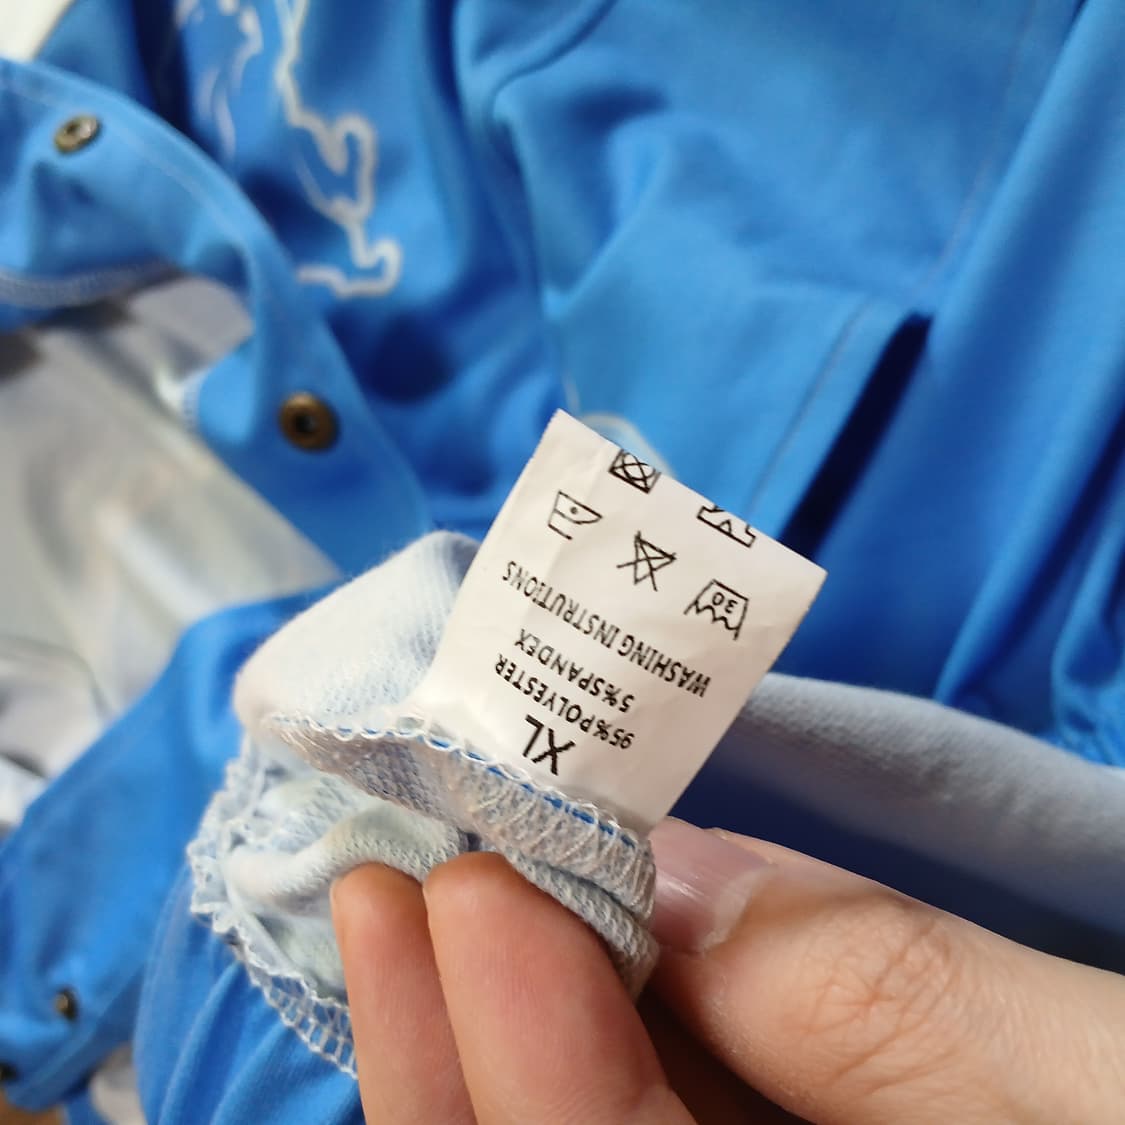 XL
95%POLYESTER
5%SPANDEX
WASHING INSTRUTIONS
30